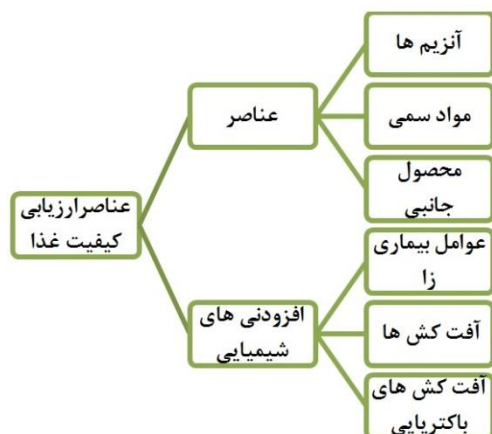 آنزیم ها
عناصر
مواد سمی
محصول
جانبی
عناصرارزیابی
کیفیت غذا
عوامل بیماری
زا
افزودنی های
شیمیایی
آفت کش ها
آفت کش های
باکتریایی